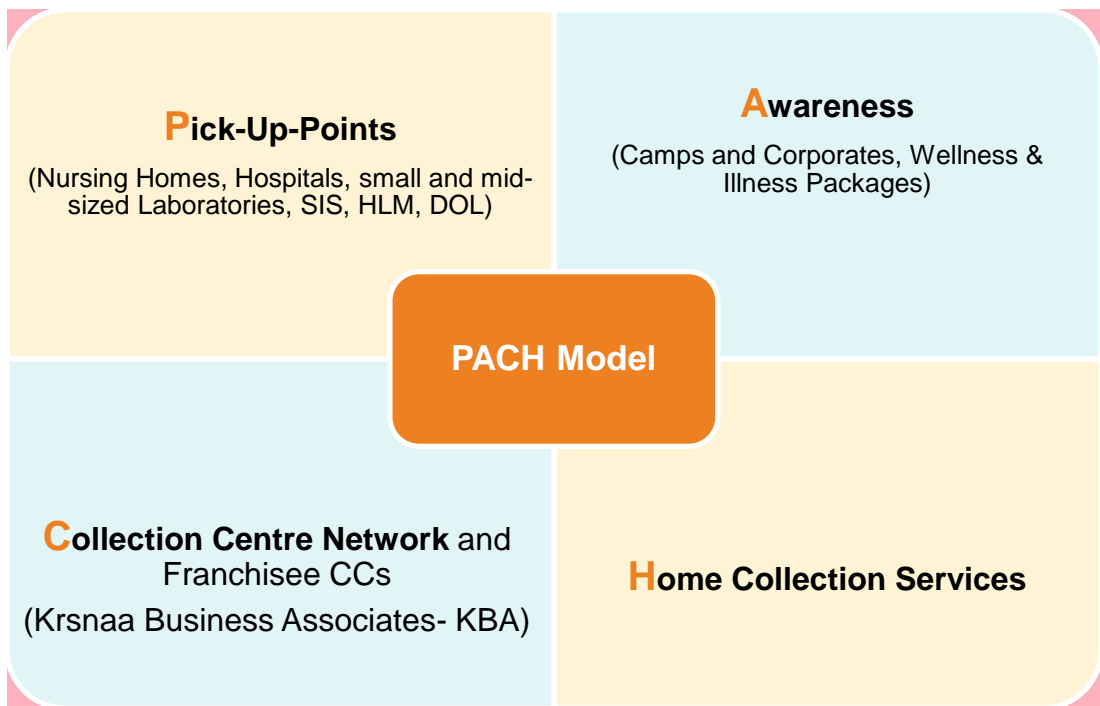 Pick-Up-Points
(Nursing Homes, Hospitals, small and mid-
sized Laboratories, SIS, HLM, DOL)
Awareness
(Camps and Corporates, Wellness &
Illness Packages)
PACH Model
Collection Centre Network and
Franchisee CCs
(Krsnaa Business Associates- KBA)
Home Collection Services